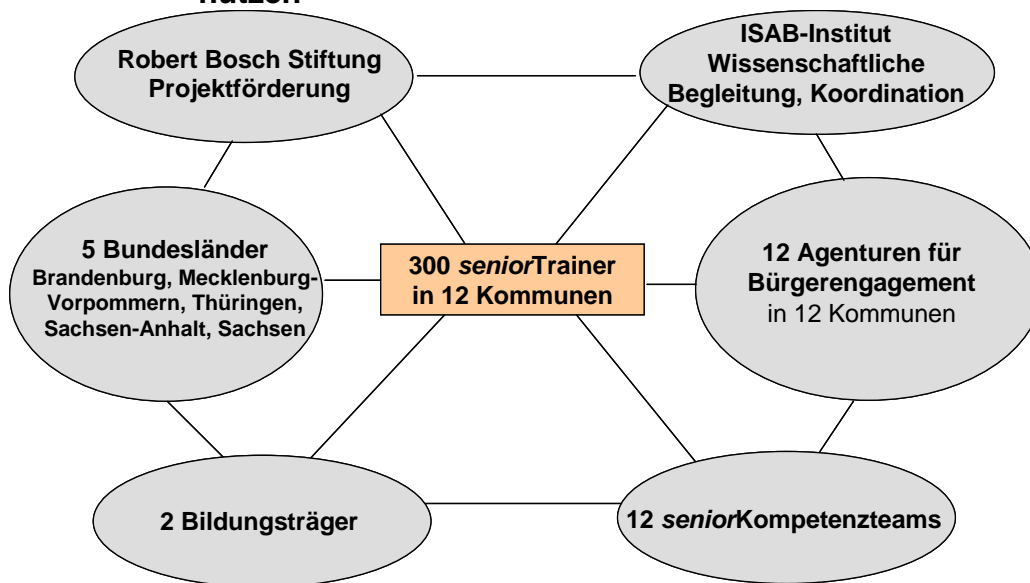 Robert Bosch Stiftung
Projektförderung
ISAB-Institut
Wissenschaftliche
Begleitung, Koordination
5 Bundesländer
Brandenburg, Mecklenburg-
Vorpommern, Thüringen,
Sachsen-Anhalt, Sachsen
300 seniorTrainer
in 12 Kommunen
12 Agenturen für
Bürgerengagement
in 12 Kommunen
2 Bildungsträger
12 seniorKompetenzteams